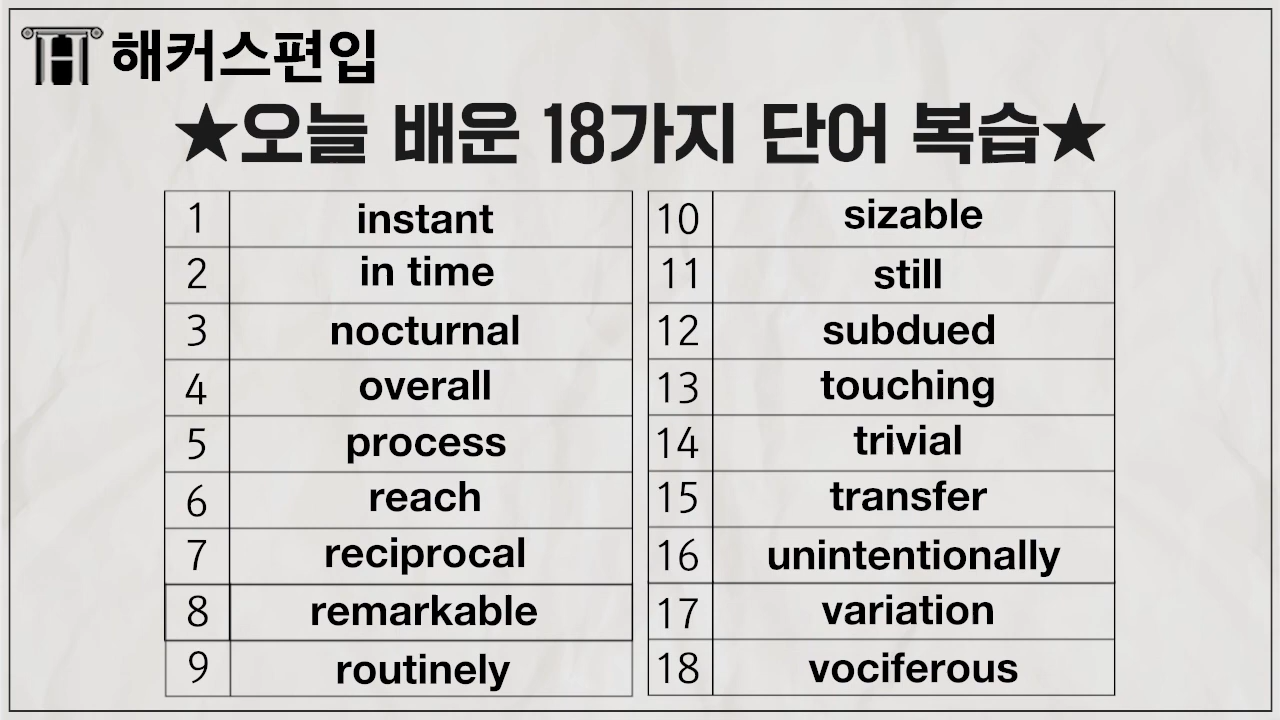 해커스편입
★오늘 배운 18가지 단어 복습★
1 instant
2 in time
3 nocturnal
4 overall
5 process
6 reach
7 reciprocal
8 remarkable
9 routinely
10 sizable
11 still
12 subdued
13 touching
14 trivial
15 transfer
16 unintentionally
17 variation
18 vociferous